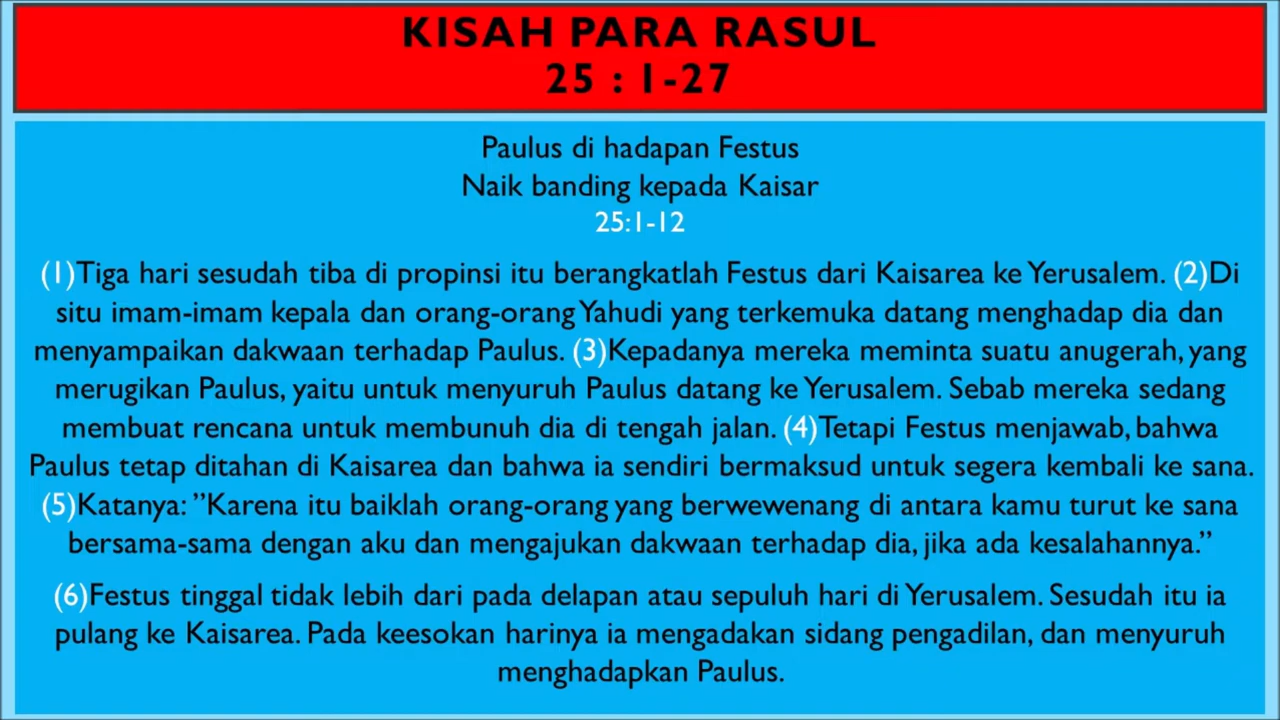 KISAH PARA RASUL
25 : 1-27
Paulus di hadapan Festus
Naik banding kepada Kaisar
25:1-12
(1)Tiga hari sesudah tiba di propinsi itu berangkatlah Festus dari Kaisarea ke Yerusalem. (2)Di
situ imam-imam kepala dan orang-orang Yahudi yang terkemuka datang menghadap dia dan
menyampaikan dakwaan terhadap Paulus. (3)Kepadanya mereka meminta suatu anugerah, yang
merugikan Paulus, yaitu untuk menyuruh Paulus datang ke Yerusalem. Sebab mereka sedang
membuat rencana untuk membunuh dia di tengah jalan. (4)Tetapi Festus menjawab, bahwa
Paulus tetap ditahan di Kaisarea dan bahwa ia sendiri bermaksud untuk segera kembali ke sana.
(5)Katanya: ”Karena itu baiklah orang-orang yang berwewenang di antara kamu turut ke sana
bersama-sama dengan aku dan mengajukan dakwaan terhadap dia, jika ada kesalahannya.”
(6)Festus tinggal tidak lebih dari pada delapan atau sepuluh hari di Yerusalem. Sesudah itu ia
pulang ke Kaisarea. Pada keesokan harinya ia mengadakan sidang pengadilan, dan menyuruh
menghadapkan Paulus.